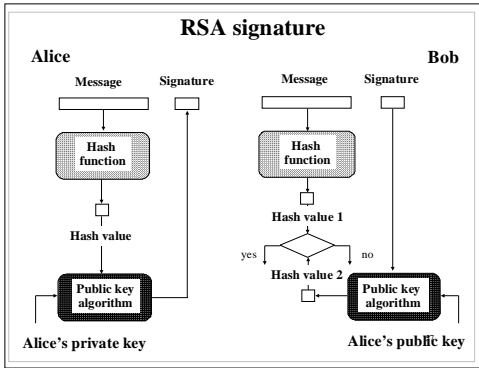 RSA signature
Alice
Message
Signature
Hash
function
Hash value
Public key
algorithm
Alice's private key
Bob
Message
Signature
Hash
function
Hash value 1
yes
no
Hash value 2
Public key
algorithm
Alice's public key